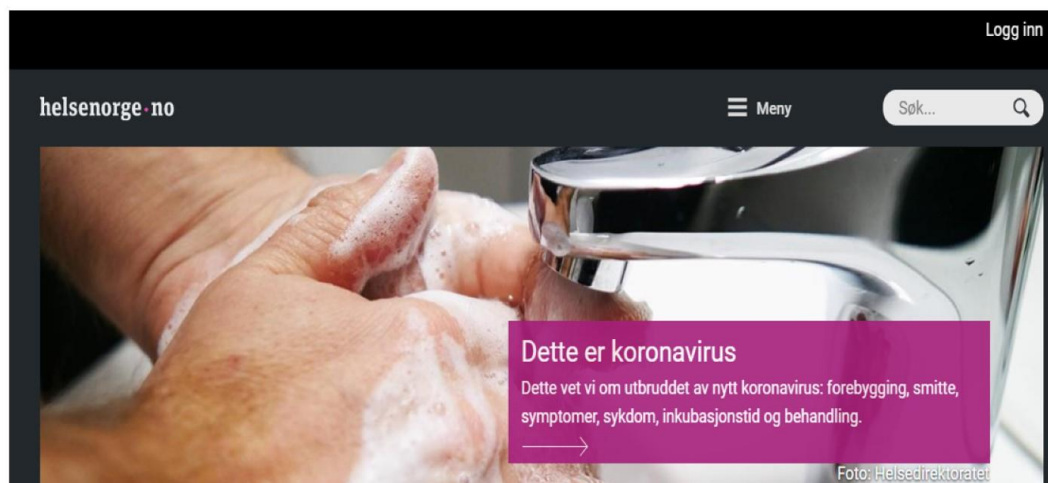 Logg inn
helsenorge.no
Meny
Søk...
Dette er koronavirus
Dette vet vi om utbruddet av nytt koronavirus: forebygging, smitte,
symptomer, sykdom, inkubasjonstid og behandling.
Foto: Helsedirektoratet